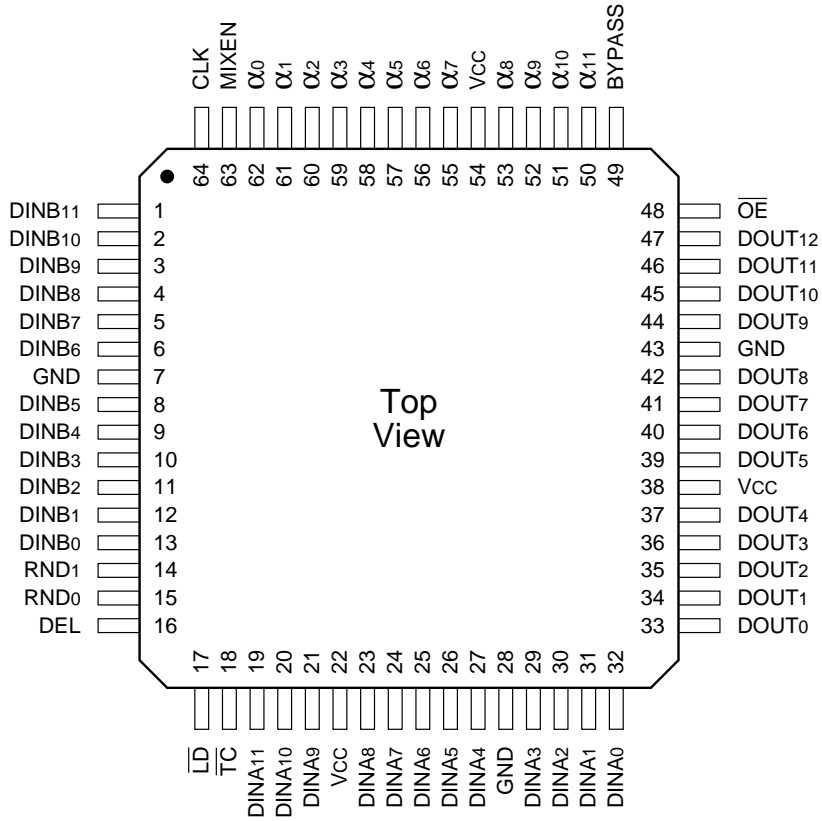 CLK
MIXEN
α0
α1
α2
α3
α4
α5
α6
α7
VCC
α8
α9
α10
α11
BYPASS
64 63 62 61 60 59 58 57 56 55 54 53 52 51 50 49
DINB11 1
DINB10 2
DINB9 3
DINB8 4
DINB7 5
DINB6 6
GND 7
DINB5 8
DINB4 9
DINB3 10
DINB2 11
DINB1 12
DINB0 13
RND1 14
RND0 15
DEL 16
Top
View
48 O̅E̅
47 DOUT12
46 DOUT11
45 DOUT10
44 DOUT9
43 GND
42 DOUT8
41 DOUT7
40 DOUT6
39 DOUT5
38 VCC
37 DOUT4
36 DOUT3
35 DOUT2
34 DOUT1
33 DOUT0
17 18 19 20 21 22 23 24 25 26 27 28 29 30 31 32
L̅D̅
T̅C̅
DINA11
DINA10
DINA9
VCC
DINA8
DINA7
DINA6
DINA5
DINA4
GND
DINA3
DINA2
DINA1
DINA0